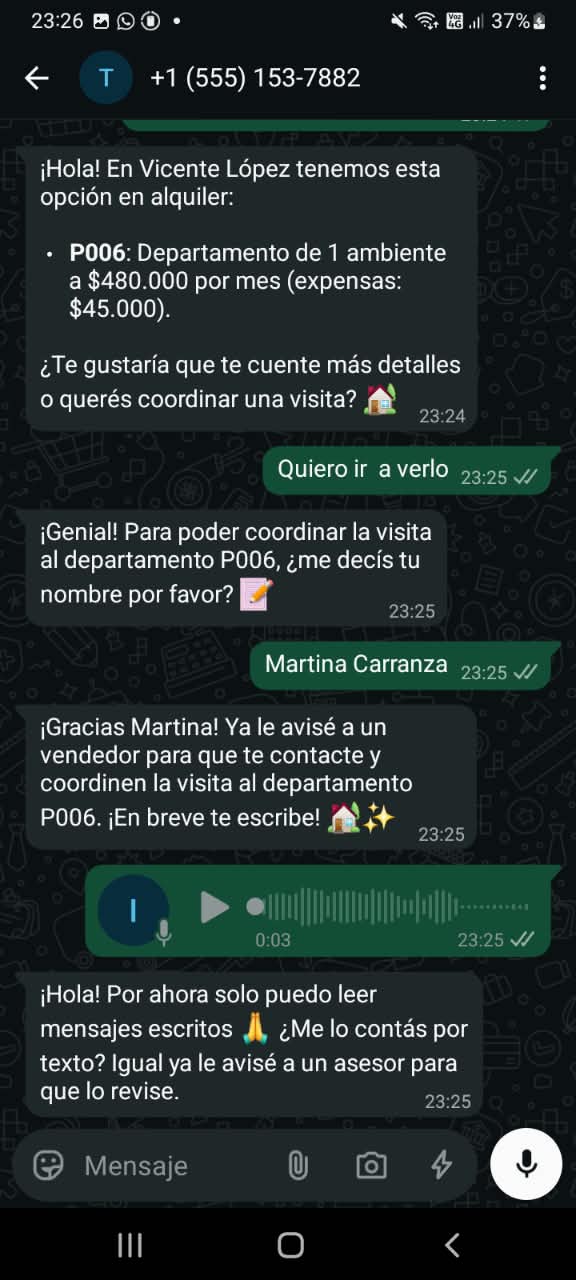 23:26
37%
T
+1 (555) 153-7882
¡Hola! En Vicente López tenemos esta
opción en alquiler:
• P006: Departamento de 1 ambiente
a $480.000 por mes (expensas:
$45.000).
¿Te gustaría que te cuente más detalles
o querés coordinar una visita? 🏡
23:24
Quiero ir  a verlo
23:25
¡Genial! Para poder coordinar la visita
al departamento P006, ¿me decís tu
nombre por favor? 📝
23:25
Martina Carranza
23:25
¡Gracias Martina! Ya le avisé a un
vendedor para que te contacte y
coordinen la visita al departamento
P006. ¡En breve te escribe! 🏡✨
23:25
I
0:03
23:25
¡Hola! Por ahora solo puedo leer
mensajes escritos 🙏 ¿Me lo contás por
texto? Igual ya le avisé a un asesor para
que lo revise.
23:25
Mensaje